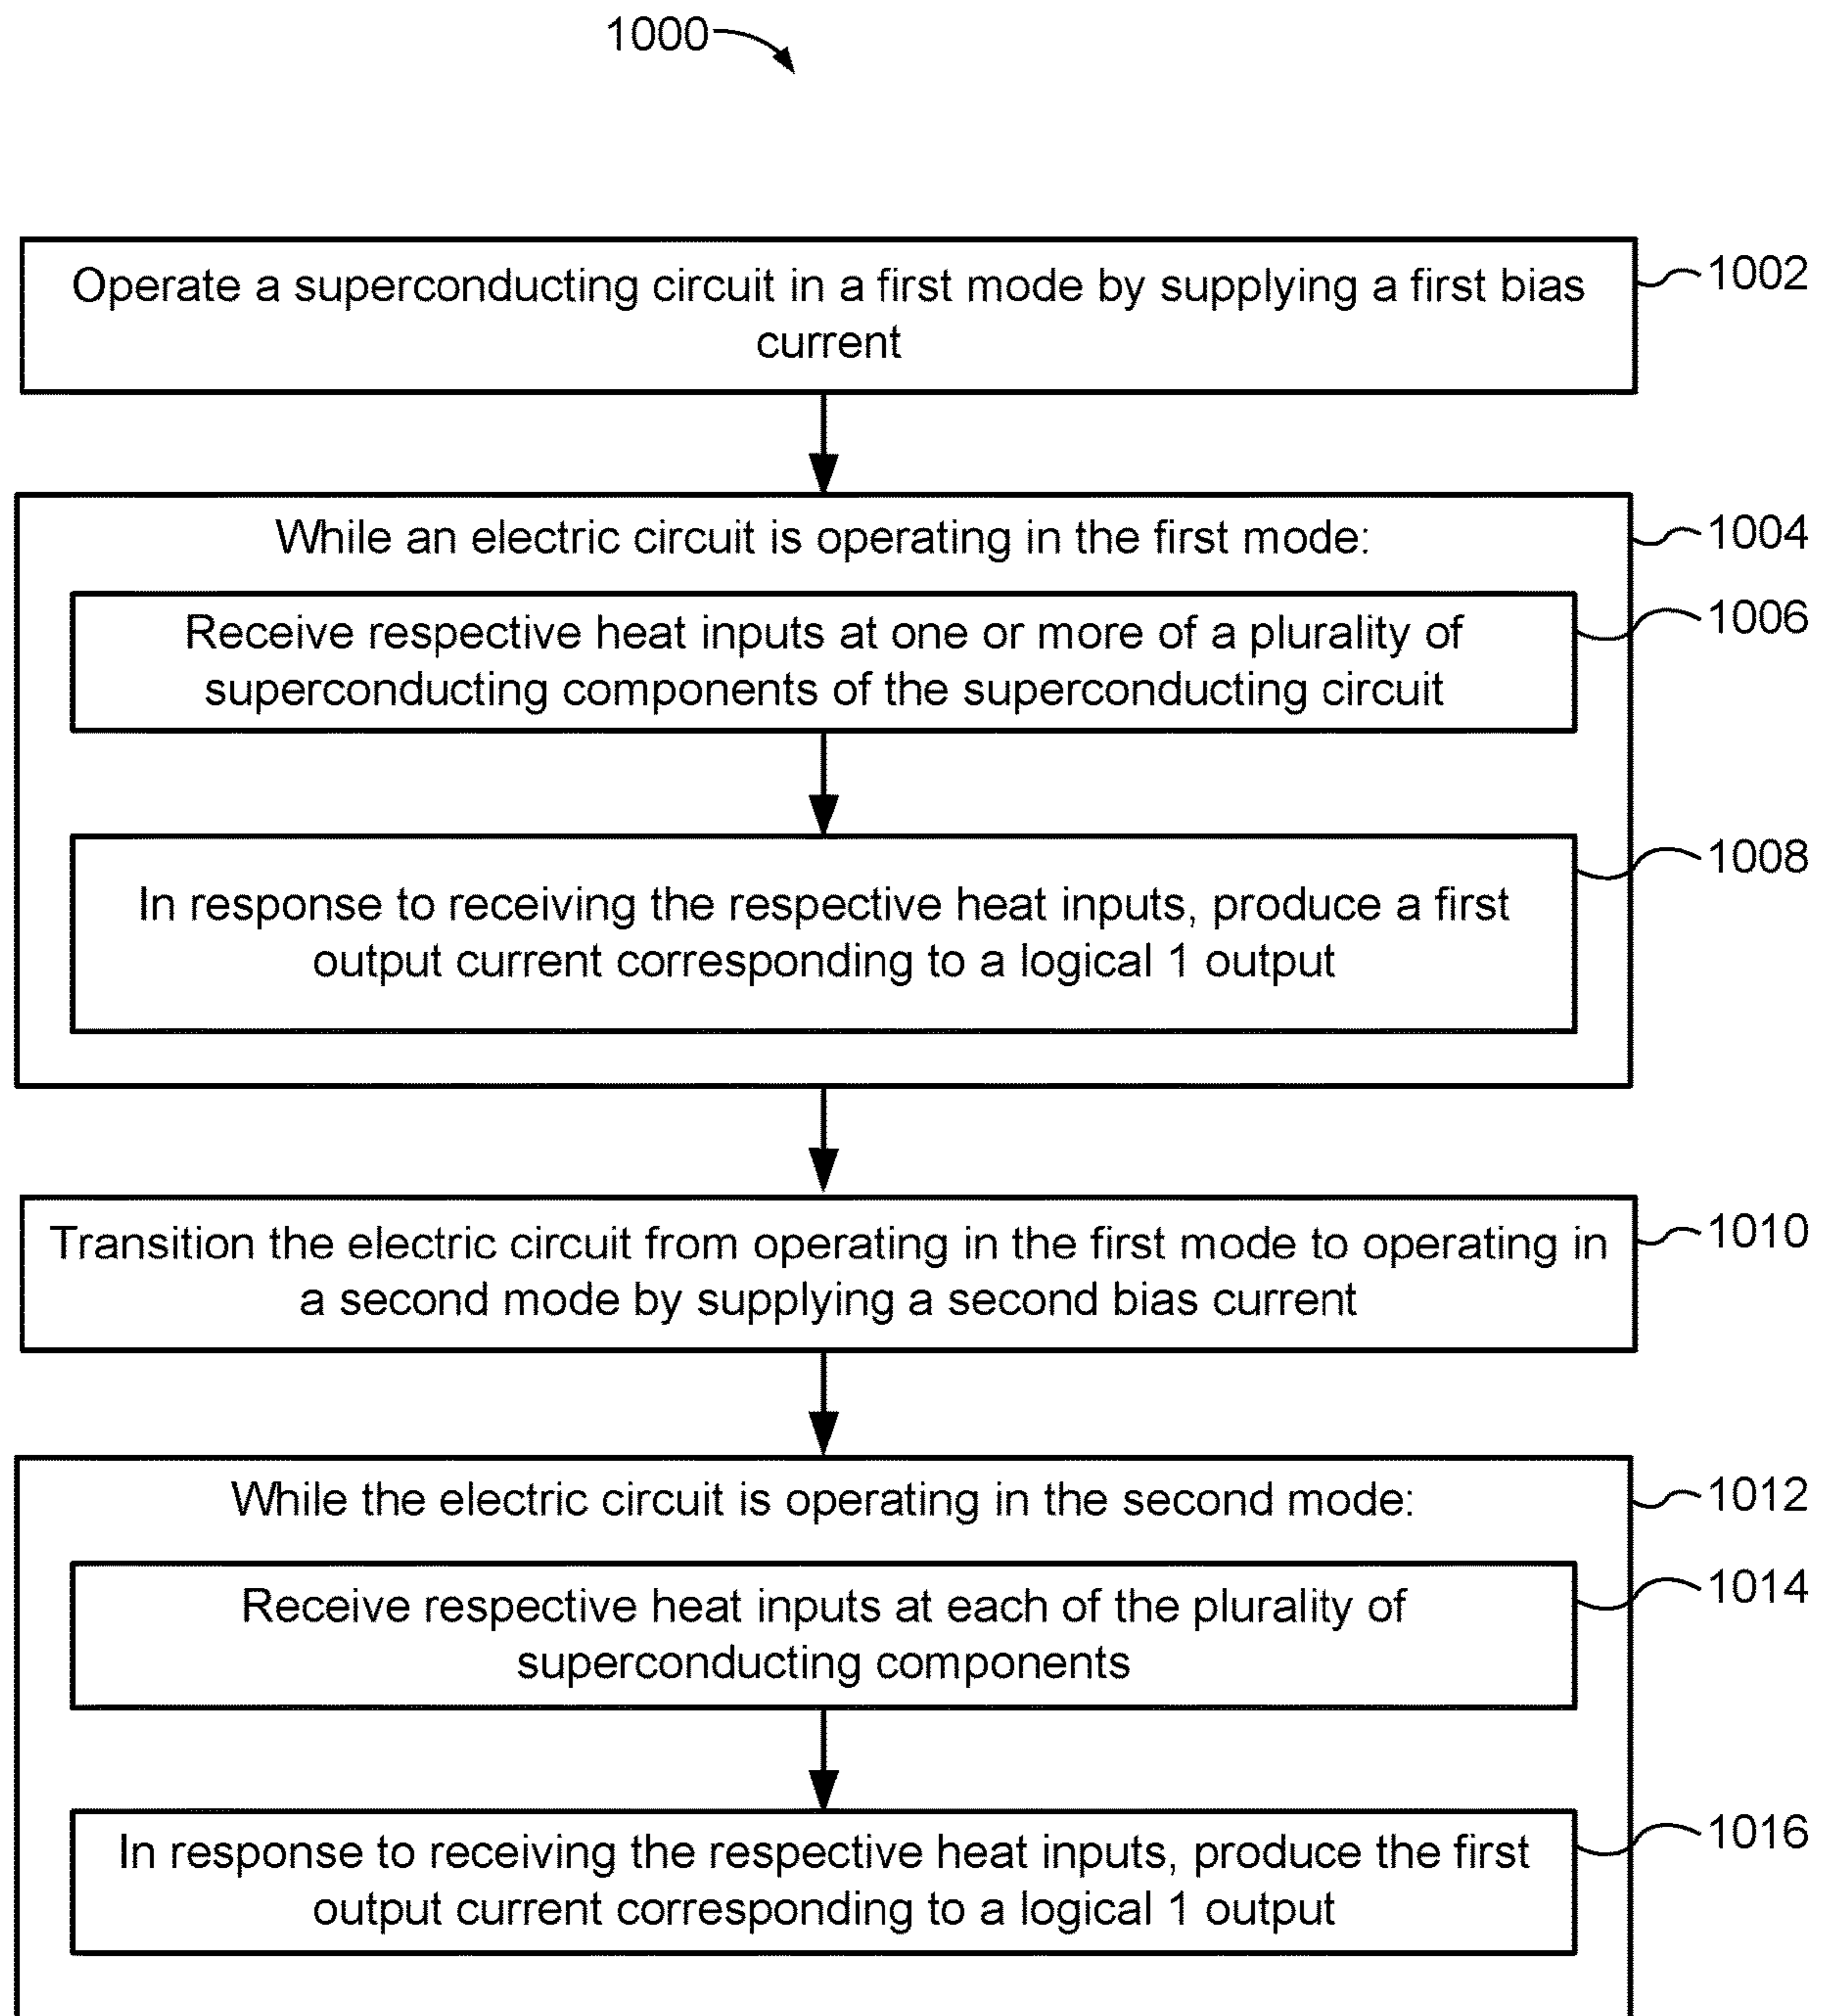 1000
Operate a superconducting circuit in a first mode by supplying a first bias
current
1002
While an electric circuit is operating in the first mode:
1004
Receive respective heat inputs at one or more of a plurality of
superconducting components of the superconducting circuit
1006
In response to receiving the respective heat inputs, produce a first
output current corresponding to a logical 1 output
1008
Transition the electric circuit from operating in the first mode to operating in
a second mode by supplying a second bias current
1010
While the electric circuit is operating in the second mode:
1012
Receive respective heat inputs at each of the plurality of
superconducting components
1014
In response to receiving the respective heat inputs, produce the first
output current corresponding to a logical 1 output
1016